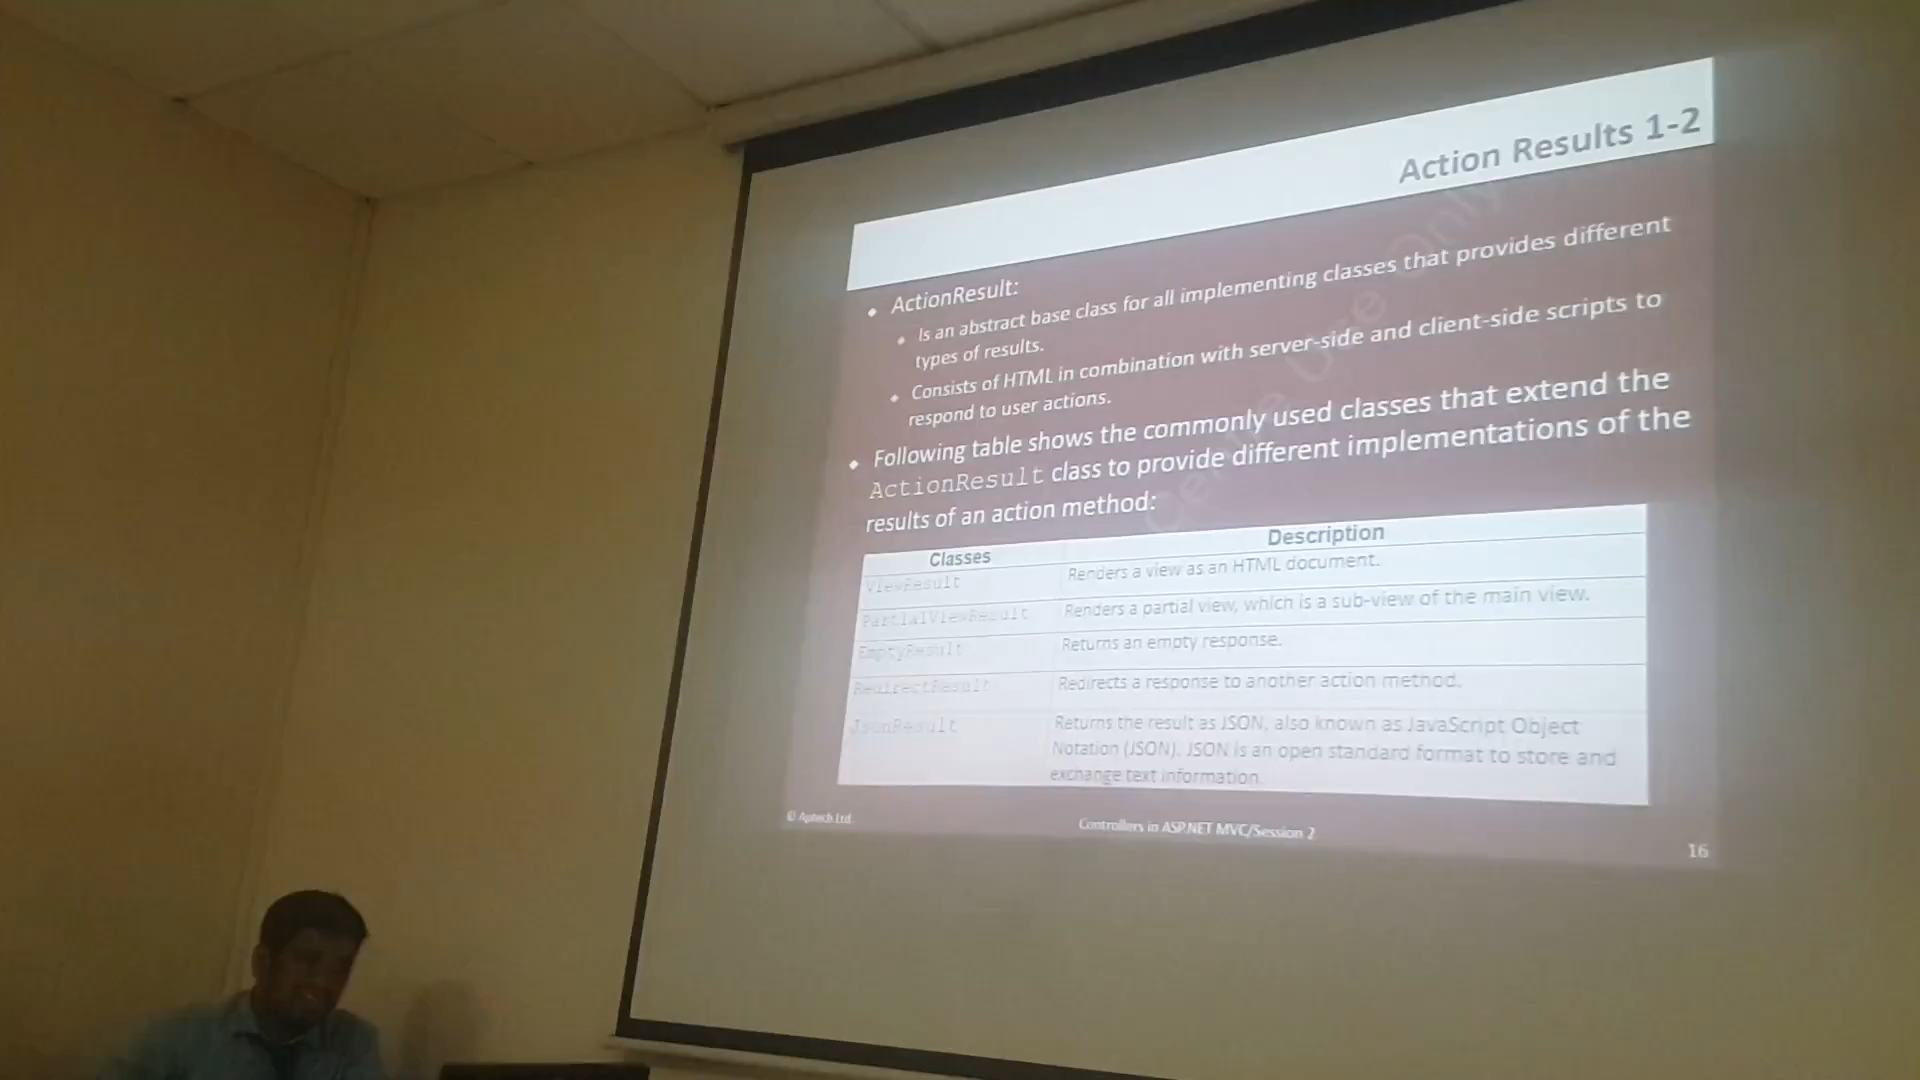 Action Results 1-2
ActionResult:
Is an abstract base class for all implementing classes that provides different
types of results.
Consists of HTML in combination with server-side and client-side scripts to
respond to user actions.
Following table shows the commonly used classes that extend the
ActionResult class to provide different implementations of the
results of an action method:
Classes Description
ViewResult Renders a view as an HTML document.
PartialViewResult Renders a partial view, which is a sub-view of the main view.
EmptyResult Returns an empty response.
RedirectResult Redirects a response to another action method.
JsonResult Returns the result as JSON, also known as JavaScript Object
Notation (JSON). JSON is an open standard format to store and
exchange text information.
© Aptech Ltd. Controllers in ASP.NET MVC/Session 2 16
Centre Use Only